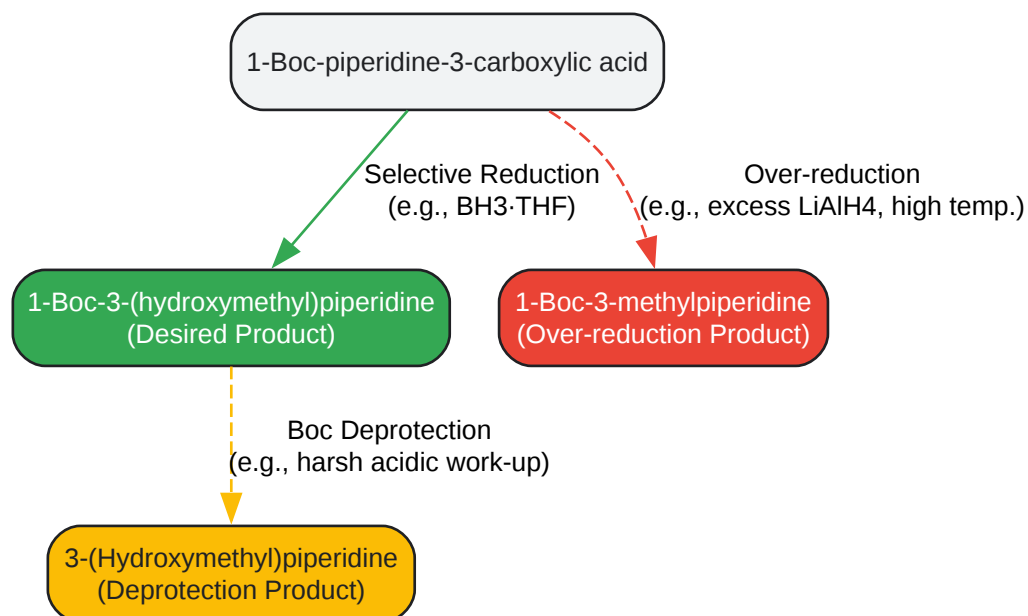 1-Boc-piperidine-3-carboxylic acid
Selective Reduction
(e.g., BH3·THF)
Over-reduction
(e.g., excess LiAlH4, high temp.)
1-Boc-3-(hydroxymethyl)piperidine
(Desired Product)
1-Boc-3-methylpiperidine
(Over-reduction Product)
Boc Deprotection
(e.g., harsh acidic work-up)
3-(Hydroxymethyl)piperidine
(Deprotection Product)